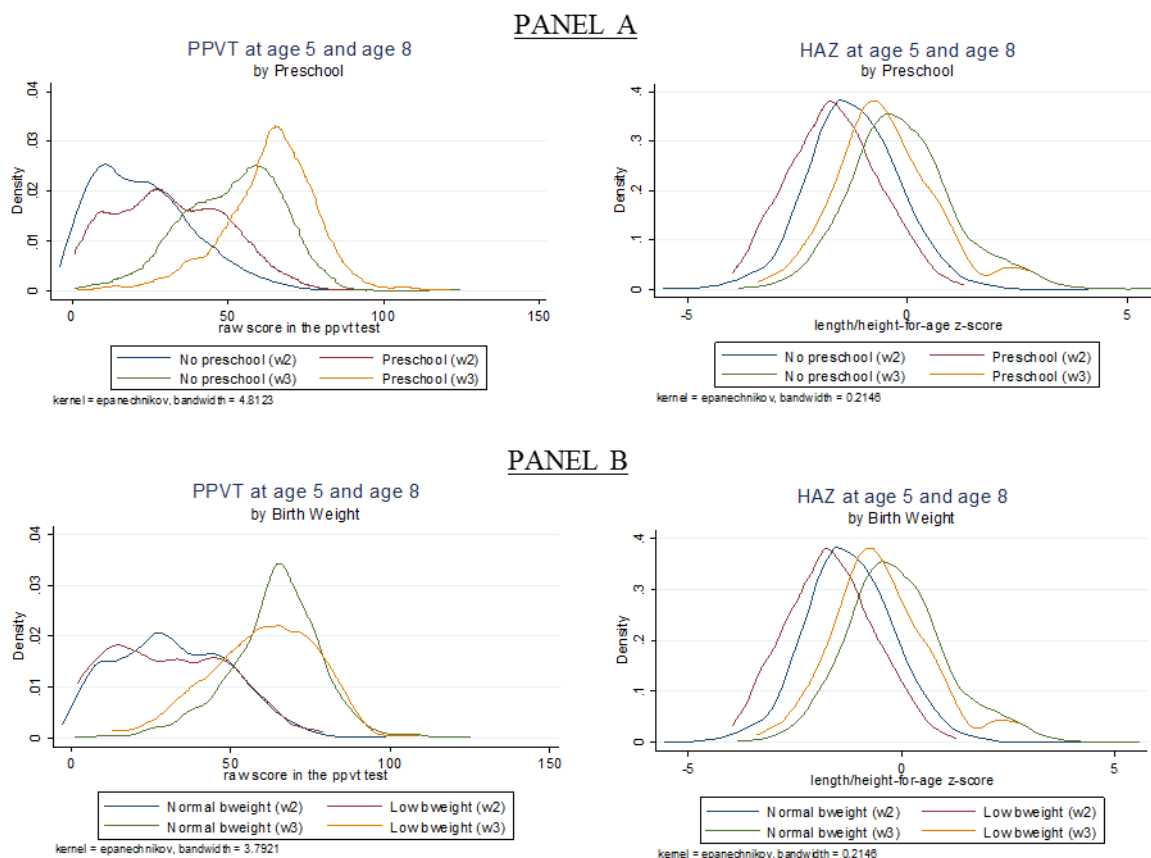 PANEL A
PPVT at age 5 and age 8
by Preschool
.04
.03
.02
.01
0
Density
0 50 100 150
raw score in the ppvt test
No preschool (w2) Preschool (w2)
No preschool (w3) Preschool (w3)
kernel = epanechnikov, bandwidth = 4.8123
HAZ at age 5 and age 8
by Preschool
.4
.3
.2
.1
0
Density
-5 0 5
length/height-for-age z-score
No preschool (w2) Preschool (w2)
No preschool (w3) Preschool (w3)
kernel = epanechnikov, bandwidth = 0.2146
PANEL B
PPVT at age 5 and age 8
by Birth Weight
.04
.03
.02
.01
0
Density
0 50 100 150
raw score in the ppvt test
Normal bweight (w2) Low bweight (w2)
Normal bweight (w3) Low bweight (w3)
kernel = epanechnikov, bandwidth = 3.7921
HAZ at age 5 and age 8
by Birth Weight
.4
.3
.2
.1
0
Density
-5 0 5
length/height-for-age z-score
Normal bweight (w2) Low bweight (w2)
Normal bweight (w3) Low bweight (w3)
kernel = epanechnikov, bandwidth = 0.2146